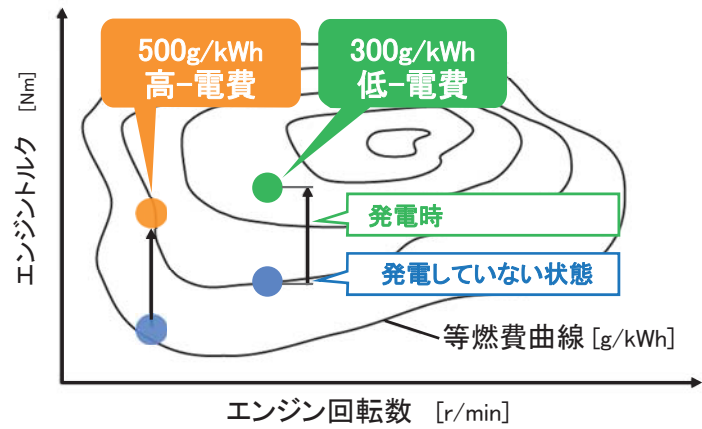 500g/kWh
高-電費
300g/kWh
低-電費
エンジントルク [Nm]
発電時
発電していない状態
等燃費曲線 [g/kWh]
エンジン回転数 [r/min]